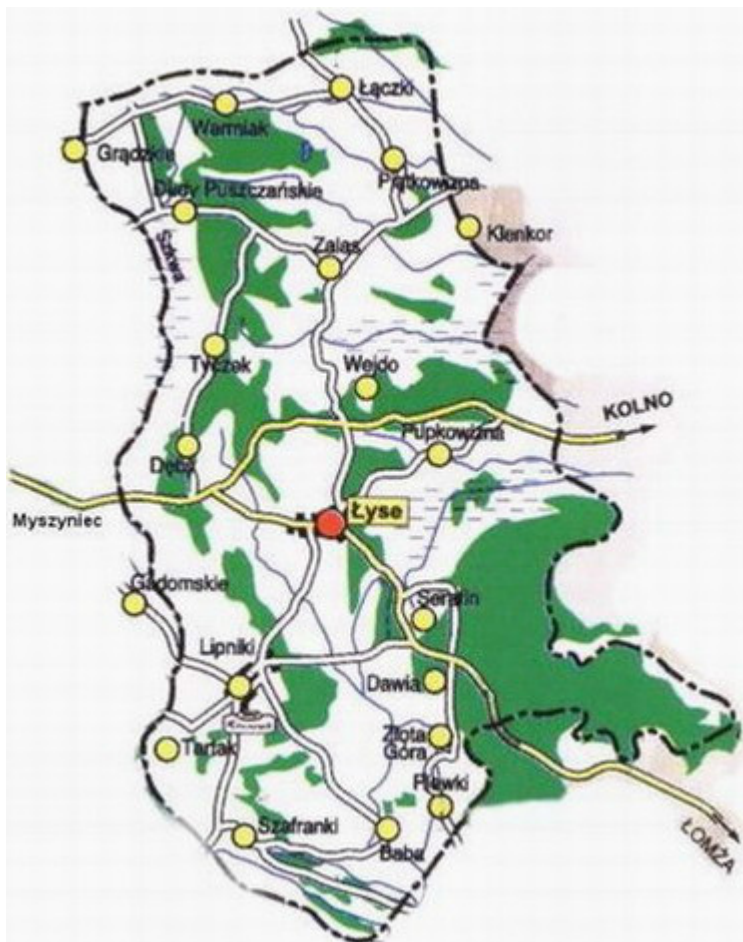 Łączki
Warmiak
Grądzkie
Piątkowizna
Dudy Puszczańskie
Klenkor
Zalas
Szkwa
Tyczek
Wejdo
KOLNO
Pupkowizna
Dęby
Łyse
Myszyniec
Gadomskie
Serafin
Lipniki
Dawia
Złota
Góra
Tartak
Plewki
Szafranki
Baba
ŁOMŻA